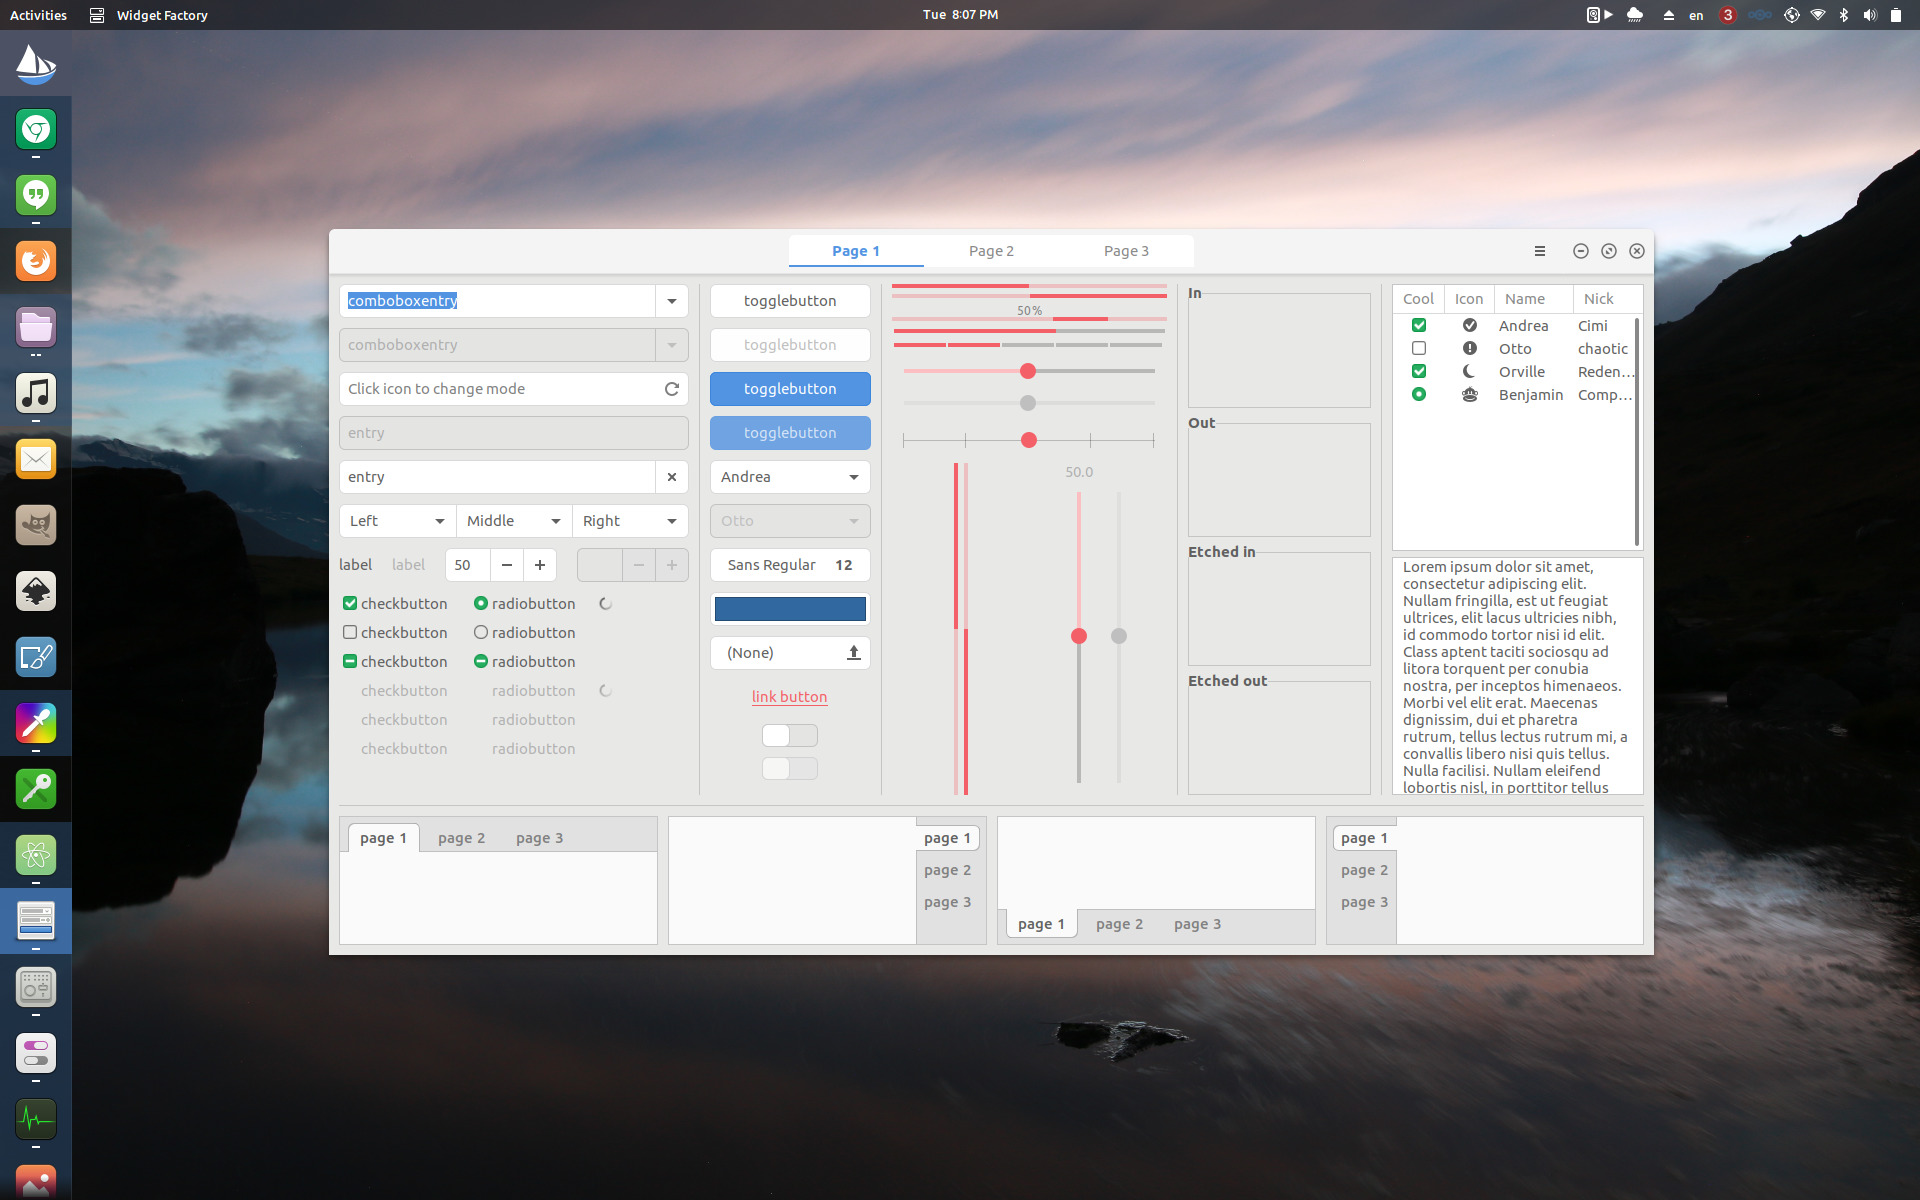 Activities
Widget Factory
Tue 8:07 PM
en
3
Page 1
Page 2
Page 3
comboboxentry
comboboxentry
Click icon to change mode
entry
entry
Left
Middle
Right
label
label
50
checkbutton
radiobutton
checkbutton
radiobutton
checkbutton
radiobutton
checkbutton
radiobutton
checkbutton
radiobutton
checkbutton
radiobutton
togglebutton
togglebutton
togglebutton
togglebutton
Andrea
Otto
Sans Regular 12
(None)
link button
50%
50.0
In
Out
Etched in
Etched out
Cool Icon Name Nick
Andrea Cimi
Otto chaotic
Orville Reden...
Benjamin Comp...
Lorem ipsum dolor sit amet,
consectetur adipiscing elit.
Nullam fringilla, est ut feugiat
ultrices, elit lacus ultricies nibh,
id commodo tortor nisi id elit.
Class aptent taciti sociosqu ad
litora torquent per conubia
nostra, per inceptos himenaeos.
Morbi vel elit erat. Maecenas
dignissim, dui et pharetra
rutrum, tellus lectus rutrum mi, a
convallis libero nisi quis tellus.
Nulla facilisi. Nullam eleifend
lobortis nisl, in porttitor tellus
page 1
page 2
page 3
page 1
page 2
page 3
page 1
page 2
page 3
page 1
page 2
page 3